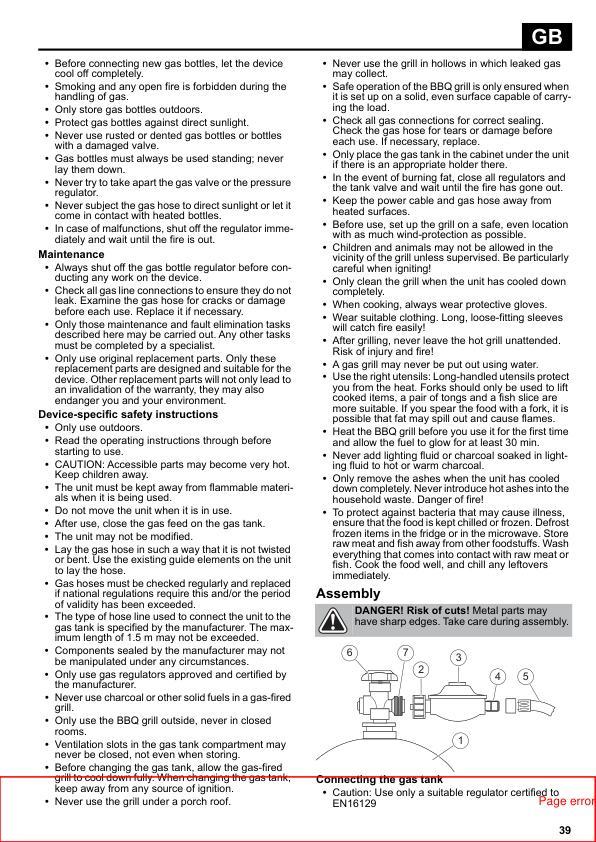 GB
• Before connecting new gas bottles, let the device
cool off completely.
• Smoking and any open fire is forbidden during the
handling of gas.
• Only store gas bottles outdoors.
• Protect gas bottles against direct sunlight.
• Never use rusted or dented gas bottles or bottles
with a damaged valve.
• Gas bottles must always be used standing; never
lay them down.
• Never try to take apart the gas valve or the pressure
regulator.
• Never subject the gas hose to direct sunlight or let it
come in contact with heated bottles.
• In case of malfunctions, shut off the regulator imme-
diately and wait until the fire is out.
Maintenance
• Always shut off the gas bottle regulator before con-
ducting any work on the device.
• Check all gas line connections to ensure they do not
leak. Examine the gas hose for cracks or damage
before each use. Replace it if necessary.
• Only those maintenance and fault elimination tasks
described here may be carried out. Any other tasks
must be completed by a specialist.
• Only use original replacement parts. Only these
replacement parts are designed and suitable for the
device. Other replacement parts will not only lead to
an invalidation of the warranty, they may also
endanger you and your environment.
Device-specific safety instructions
• Only use outdoors.
• Read the operating instructions through before
starting to use.
• CAUTION: Accessible parts may become very hot.
Keep children away.
• The unit must be kept away from flammable materi-
als when it is being used.
• Do not move the unit when it is in use.
• After use, close the gas feed on the gas tank.
• The unit may not be modified.
• Lay the gas hose in such a way that it is not twisted
or bent. Use the existing guide elements on the unit
to lay the hose.
• Gas hoses must be checked regularly and replaced
if national regulations require this and/or the period
of validity has been exceeded.
• The type of hose line used to connect the unit to the
gas tank is specified by the manufacturer. The max-
imum length of 1.5 m may not be exceeded.
• Components sealed by the manufacturer may not
be manipulated under any circumstances.
• Only use gas regulators approved and certified by
the manufacturer.
• Never use charcoal or other solid fuels in a gas-fired
grill.
• Only use the BBQ grill outside, never in closed
rooms.
• Ventilation slots in the gas tank compartment may
never be closed, not even when storing.
• Before changing the gas tank, allow the gas-fired
grill to cool down fully. When changing the gas tank,
keep away from any source of ignition.
• Never use the grill under a porch roof.
• Never use the grill in hollows in which leaked gas
may collect.
• Safe operation of the BBQ grill is only ensured when
it is set up on a solid, even surface capable of carry-
ing the load.
• Check all gas connections for correct sealing.
Check the gas hose for tears or damage before
each use. If necessary, replace.
• Only place the gas tank in the cabinet under the unit
if there is an appropriate holder there.
• In the event of burning fat, close all regulators and
the tank valve and wait until the fire has gone out.
• Keep the power cable and gas hose away from
heated surfaces.
• Before use, set up the grill on a safe, even location
with as much wind-protection as possible.
• Children and animals may not be allowed in the
vicinity of the grill unless supervised. Be particularly
careful when igniting!
• Only clean the grill when the unit has cooled down
completely.
• When cooking, always wear protective gloves.
• Wear suitable clothing. Long, loose-fitting sleeves
will catch fire easily!
• After grilling, never leave the hot grill unattended.
Risk of injury and fire!
• A gas grill may never be put out using water.
• Use the right utensils: Long-handled utensils protect
you from the heat. Forks should only be used to lift
cooked items, a pair of tongs and a fish slice are
more suitable. If you spear the food with a fork, it is
possible that fat may spill out and cause flames.
• Heat the BBQ grill before you use it for the first time
and allow the fuel to glow for at least 30 min.
• Never add lighting fluid or charcoal soaked in light-
ing fluid to hot or warm charcoal.
• Only remove the ashes when the unit has cooled
down completely. Never introduce hot ashes into the
household waste. Danger of fire!
• To protect against bacteria that may cause illness,
ensure that the food is kept chilled or frozen. Defrost
frozen items in the fridge or in the microwave. Store
raw meat and fish away from other foodstuffs. Wash
everything that comes into contact with raw meat or
fish. Cook the food well, and chill any leftovers
immediately.
Assembly
DANGER! Risk of cuts! Metal parts may
have sharp edges. Take care during assembly.
6
7
2
3
4
5
1
Connecting the gas tank
• Caution: Use only a suitable regulator certified to
EN16129
Page error
39